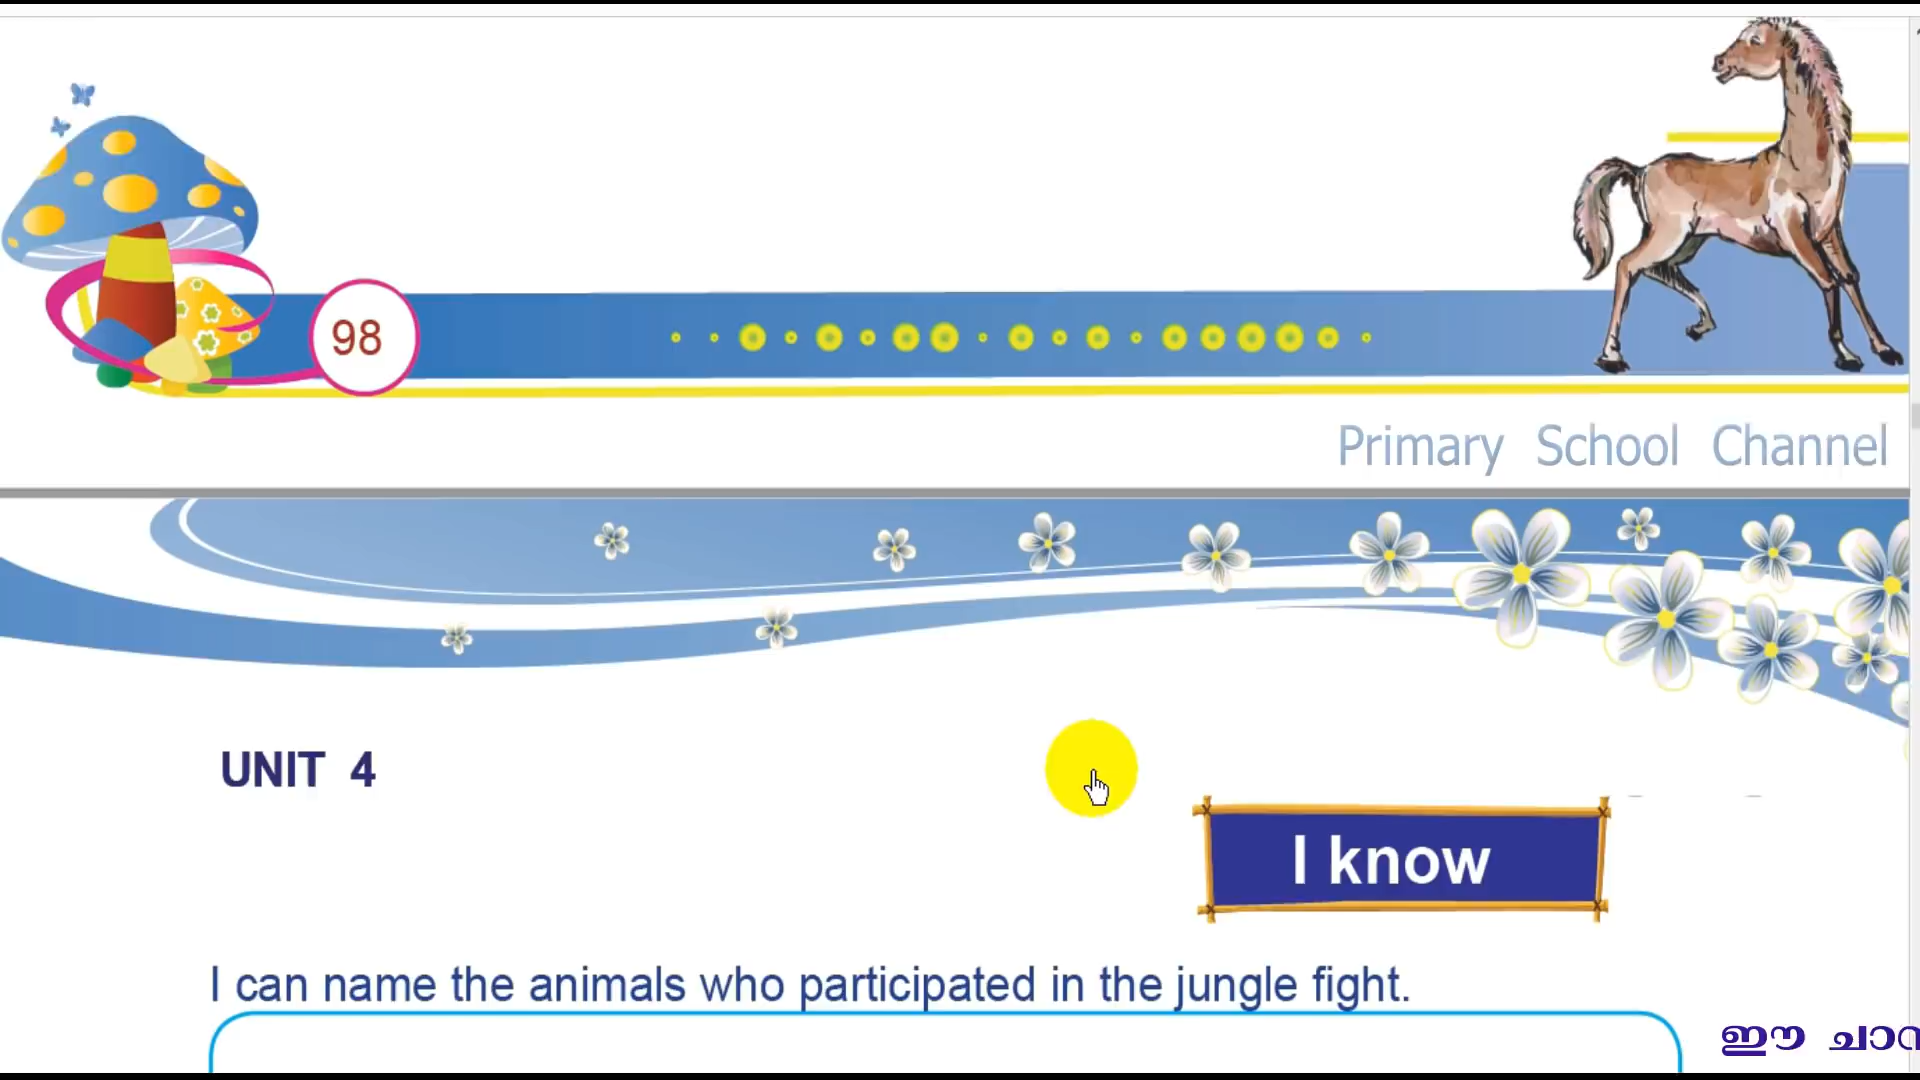 98
Primary School Channel
UNIT 4
I know
I can name the animals who participated in the jungle fight.
ഈ